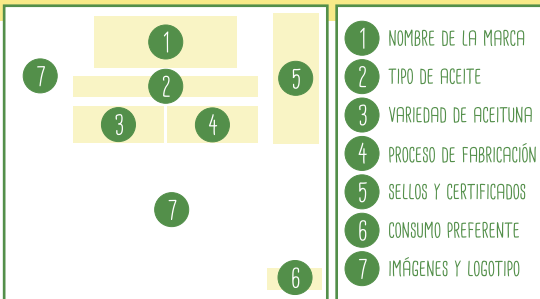 1
2
3
4
5
6
7
7
1 NOMBRE DE LA MARCA
2 TIPO DE ACEITE
3 VARIEDAD DE ACEITUNA
4 PROCESO DE FABRICACIÓN
5 SELLOS Y CERTIFICADOS
6 CONSUMO PREFERENTE
7 IMÁGENES Y LOGOTIPO